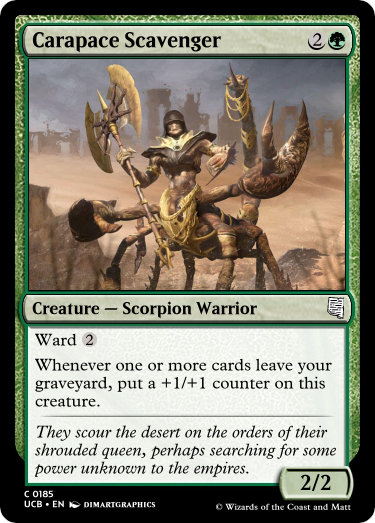 Carapace Scavenger 2
Creature — Scorpion Warrior
Ward 2
Whenever one or more cards leave your
graveyard, put a +1/+1 counter on this
creature.
They scour the desert on the orders of their
shrouded queen, perhaps searching for some
power unknown to the empires.
2/2
C 0185
UCB • EN DIMARTGRAPHICS
© Wizards of the Coast and Matt